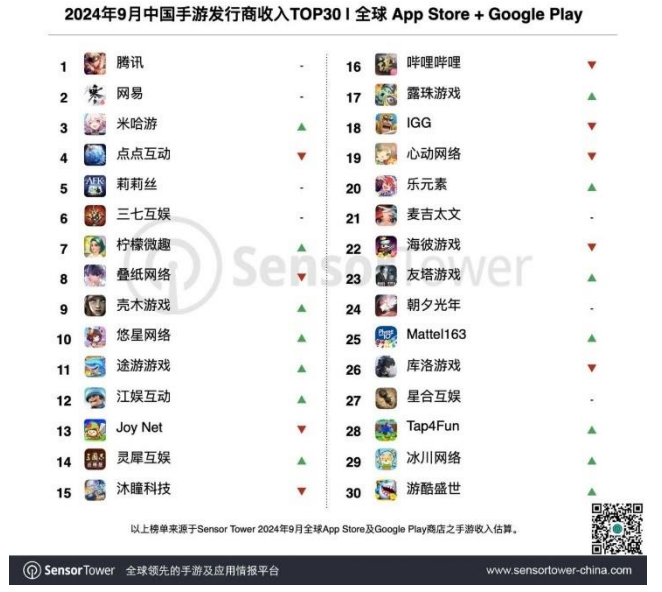 2024年9月中国手游发行商收入TOP30 | 全球 App Store + Google Play
1 腾讯 -
2 网易 -
3 米哈游 ▲
4 点点互动 ▼
5 莉莉丝 -
6 三七互娱 -
7 柠檬微趣 ▲
8 叠纸网络 ▼
9 壳木游戏 ▲
10 悠星网络 ▲
11 途游游戏 ▲
12 江娱互动 ▲
13 Joy Net ▼
14 灵犀互娱 ▲
15 沐瞳科技 ▼
16 哔哩哔哩 ▼
17 露珠游戏 ▲
18 IGG ▼
19 心动网络 ▼
20 乐元素 ▲
21 麦吉太文 -
22 海彼游戏 ▼
23 友塔游戏 ▲
24 朝夕光年 -
25 Mattel163 ▲
26 库洛游戏 ▼
27 星合互娱 -
28 Tap4Fun ▲
29 冰川网络 ▲
30 游酷盛世 ▲
SensorTower
以上榜单来源于Sensor Tower 2024年9月全球App Store及Google Play商店之手游收入估算。
SensorTower 全球领先的手游及应用情报平台 www.sensortower-china.com